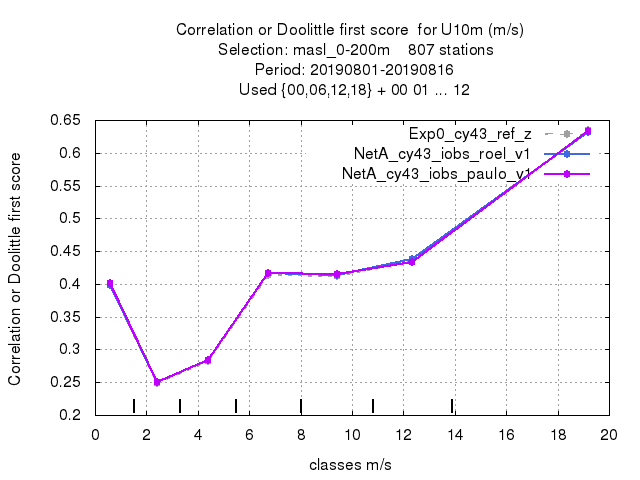 Correlation or Doolittle first score  for U10m (m/s)
Selection: masl_0-200m    807 stations
Period: 20190801-20190816
Used {00,06,12,18} + 00 01 ... 12
Correlation or Doolittle first score
0.65
0.6
0.55
0.5
0.45
0.4
0.35
0.3
0.25
0.2
Exp0_cy43_ref_z
NetA_cy43_iobs_roel_v1
NetA_cy43_iobs_paulo_v1
0 2 4 6 8 10 12 14 16 18 20
classes m/s